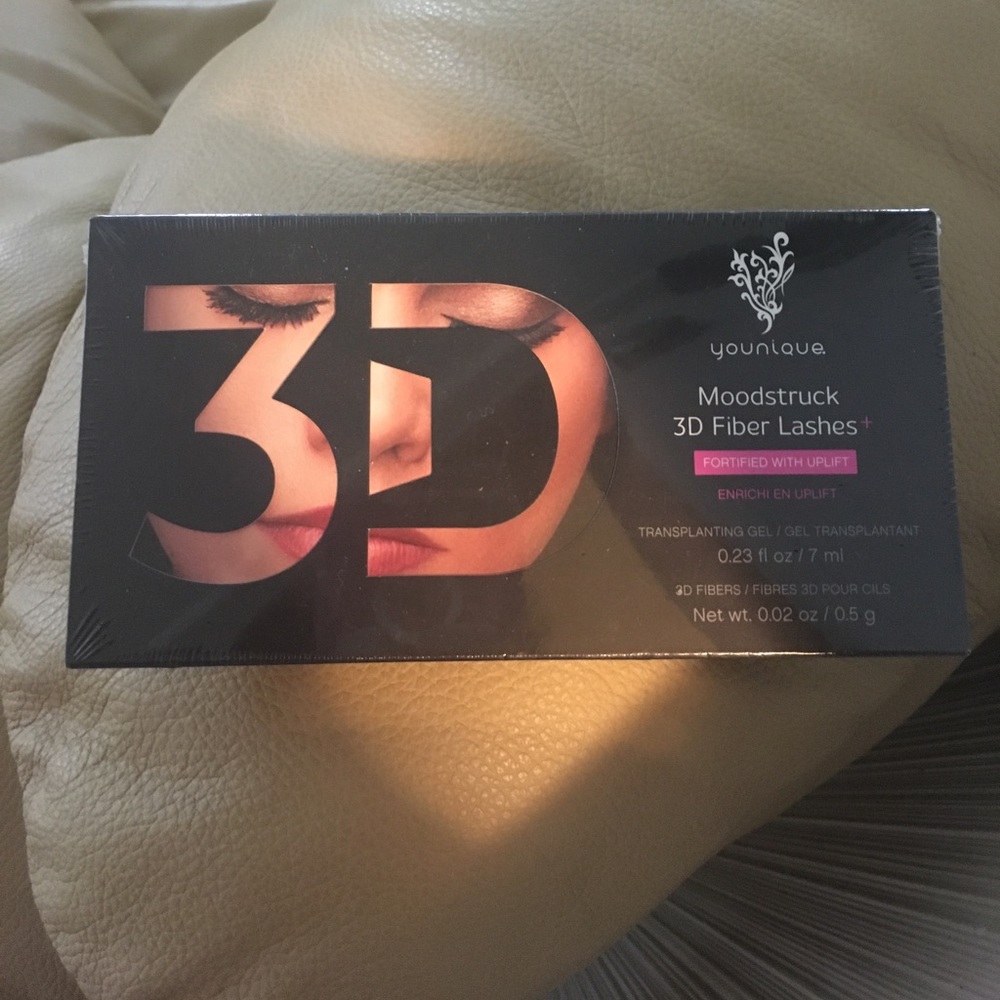 3D
younique
Moodstruck
3D Fiber Lashes+
FORTIFIED WITH UPLIFT
ENRICHI EN UPLIFT
TRANSPLANTING GEL / GEL TRANSPLANTANT
0.23 fl oz / 7 ml
3D FIBERS / FIBRES 3D POUR CILS
Net wt. 0.02 oz / 0.5 g